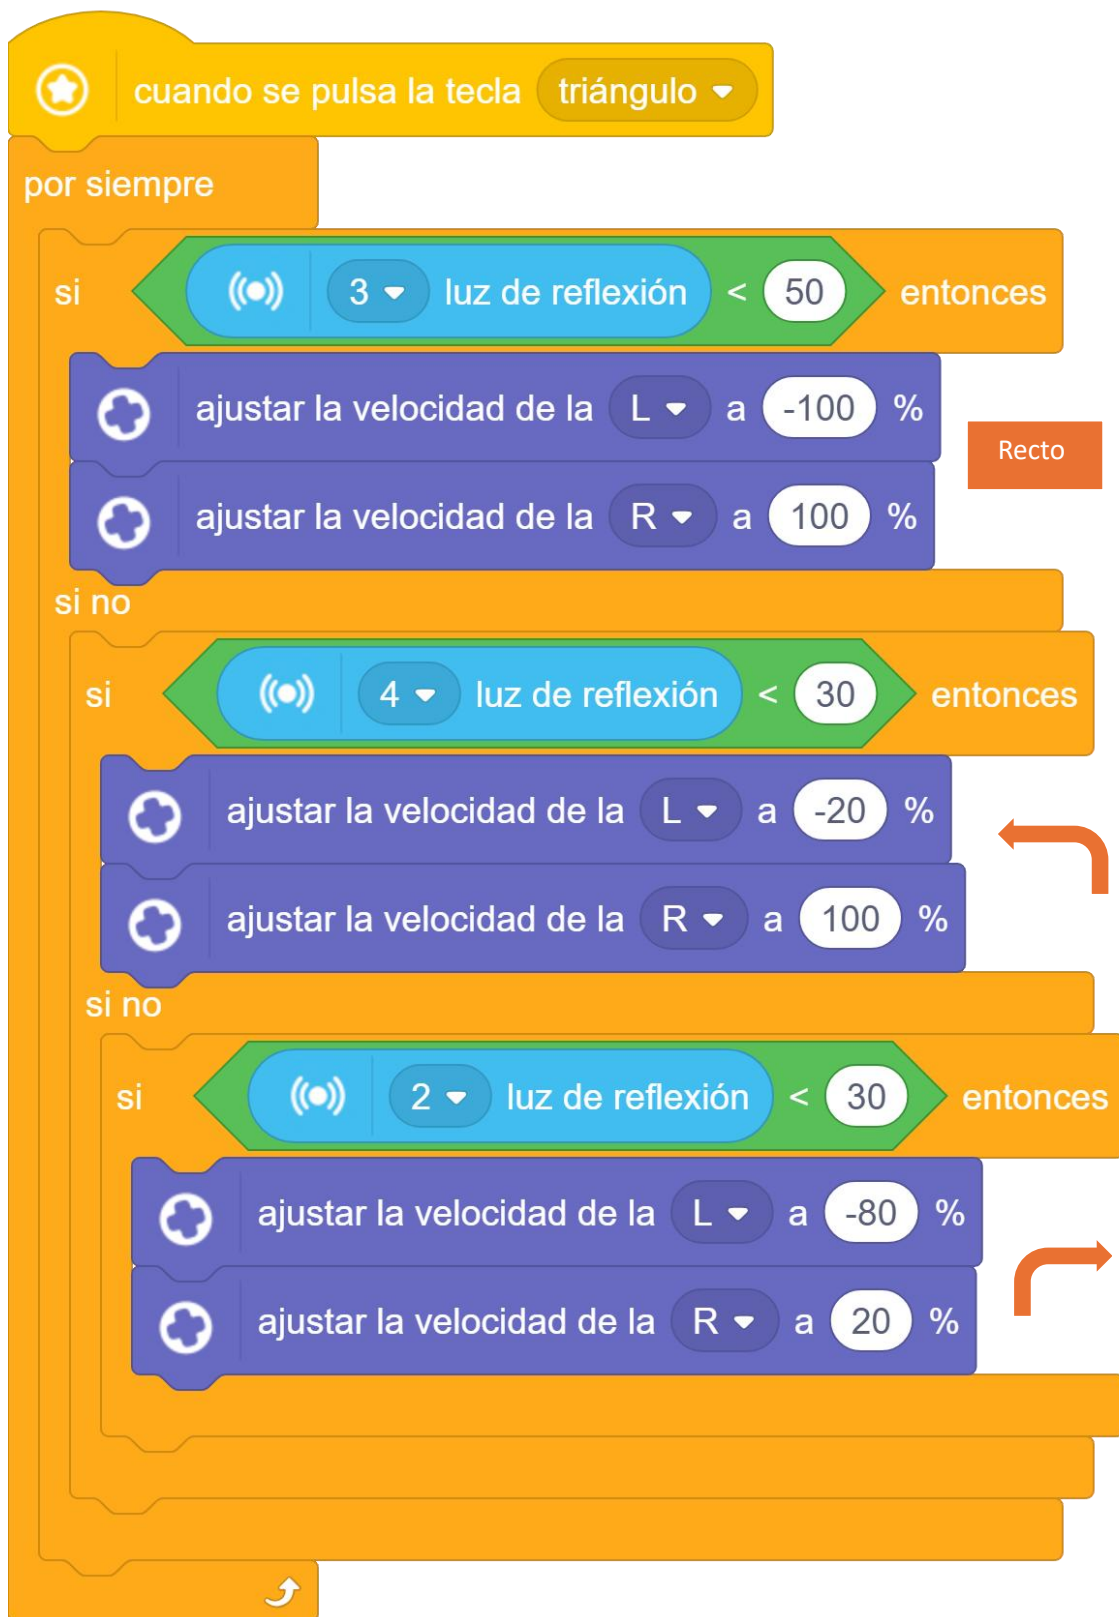 cuando se pulsa la tecla triángulo
por siempre
si 3 luz de reflexión < 50 entonces
ajustar la velocidad de la L a -100 %
Recto
ajustar la velocidad de la R a 100 %
si no
si 4 luz de reflexión < 30 entonces
ajustar la velocidad de la L a -20 %
ajustar la velocidad de la R a 100 %
si no
si 2 luz de reflexión < 30 entonces
ajustar la velocidad de la L a -80 %
ajustar la velocidad de la R a 20 %